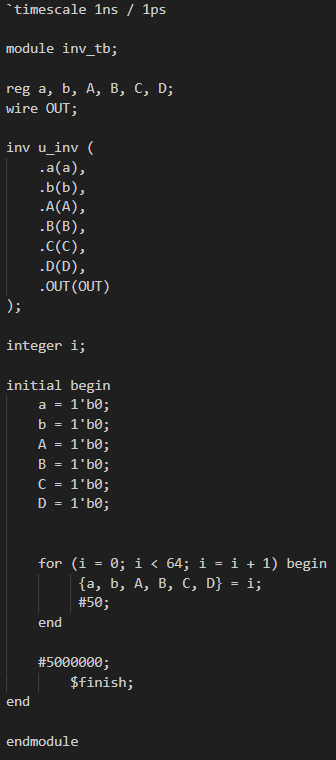 `timescale 1ns / 1ps
module inv_tb;
reg a, b, A, B, C, D;
wire OUT;
inv u_inv (
.a(a),
.b(b),
.A(A),
.B(B),
.C(C),
.D(D),
.OUT(OUT)
);
integer i;
initial begin
a = 1'b0;
b = 1'b0;
A = 1'b0;
B = 1'b0;
C = 1'b0;
D = 1'b0;
for (i = 0; i < 64; i = i + 1) begin
{a, b, A, B, C, D} = i;
#50;
end
#5000000;
$finish;
end
endmodule